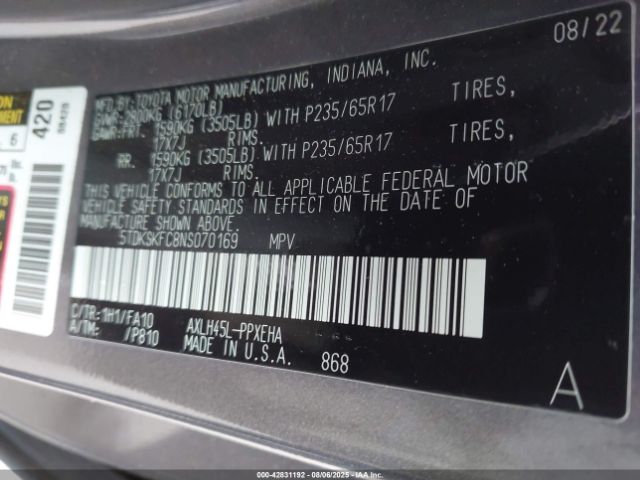 08/22
MFD.BY:TOYOTA MOTOR MANUFACTURING, INDIANA, INC.
GVWR:2800KG (6170LB)
GAWR:FRT. 1590KG (3505LB) WITH P235/65R17 TIRES,
17X7J RIMS.
RR. 1590KG (3505LB) WITH P235/65R17 TIRES,
17X7J RIMS.
THIS VEHICLE CONFORMS TO ALL APPLICABLE FEDERAL MOTOR
VEHICLE SAFETY STANDARDS IN EFFECT ON THE DATE OF
MANUFACTURE SHOWN ABOVE.
5TDKSKFC8NS070169 MPV
C/TR:1H1/FA10 AXLH45L-PPXEHA
A/TM: /P810 MADE IN U.S.A. 868
A
420
6
IAA 42831192 - 08/06/2025 - IAAI.COM